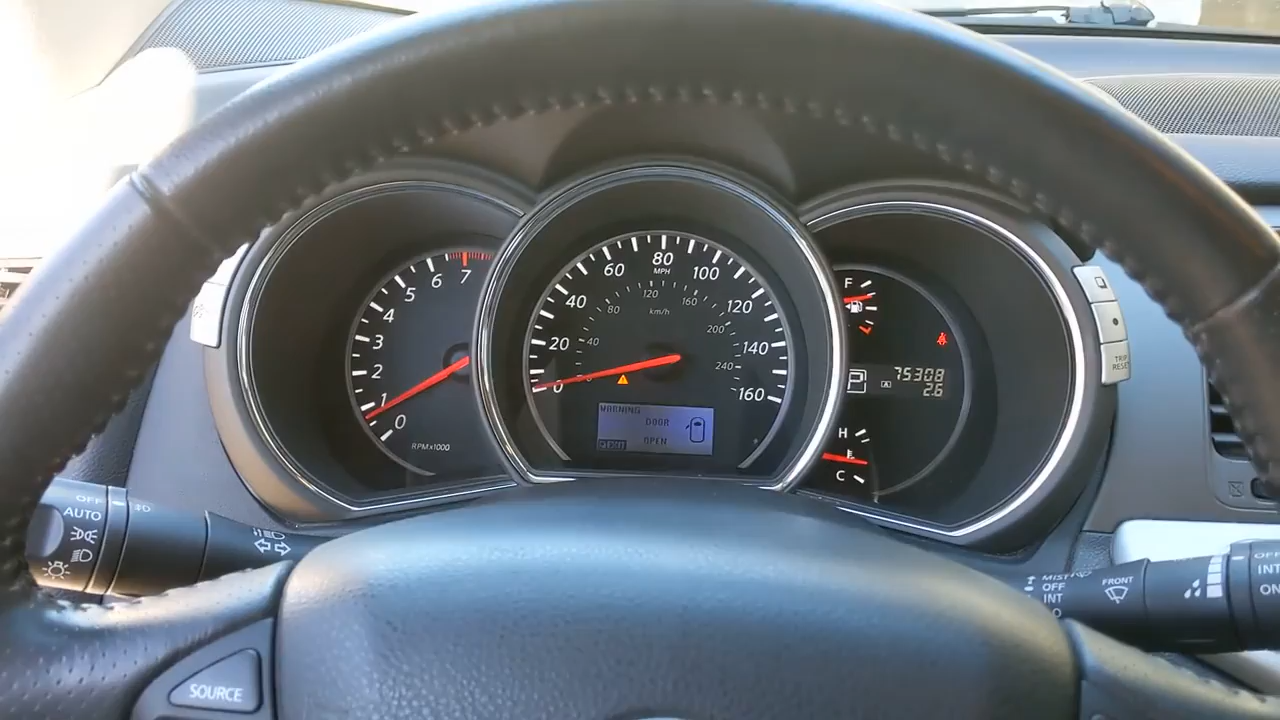 0
1
2
3
4
5
6
7
RPMx1000
0
20
40
60
80
MPH
100
120
140
160
40
80
120
160
200
240
km/h
WARNING
DOOR
OPEN
F
P
A
75308
2.6
H
C
TRIP
RESET
OFF
AUTO
SOURCE
MIST
OFF
INT
FRONT
OFF
INT
ON